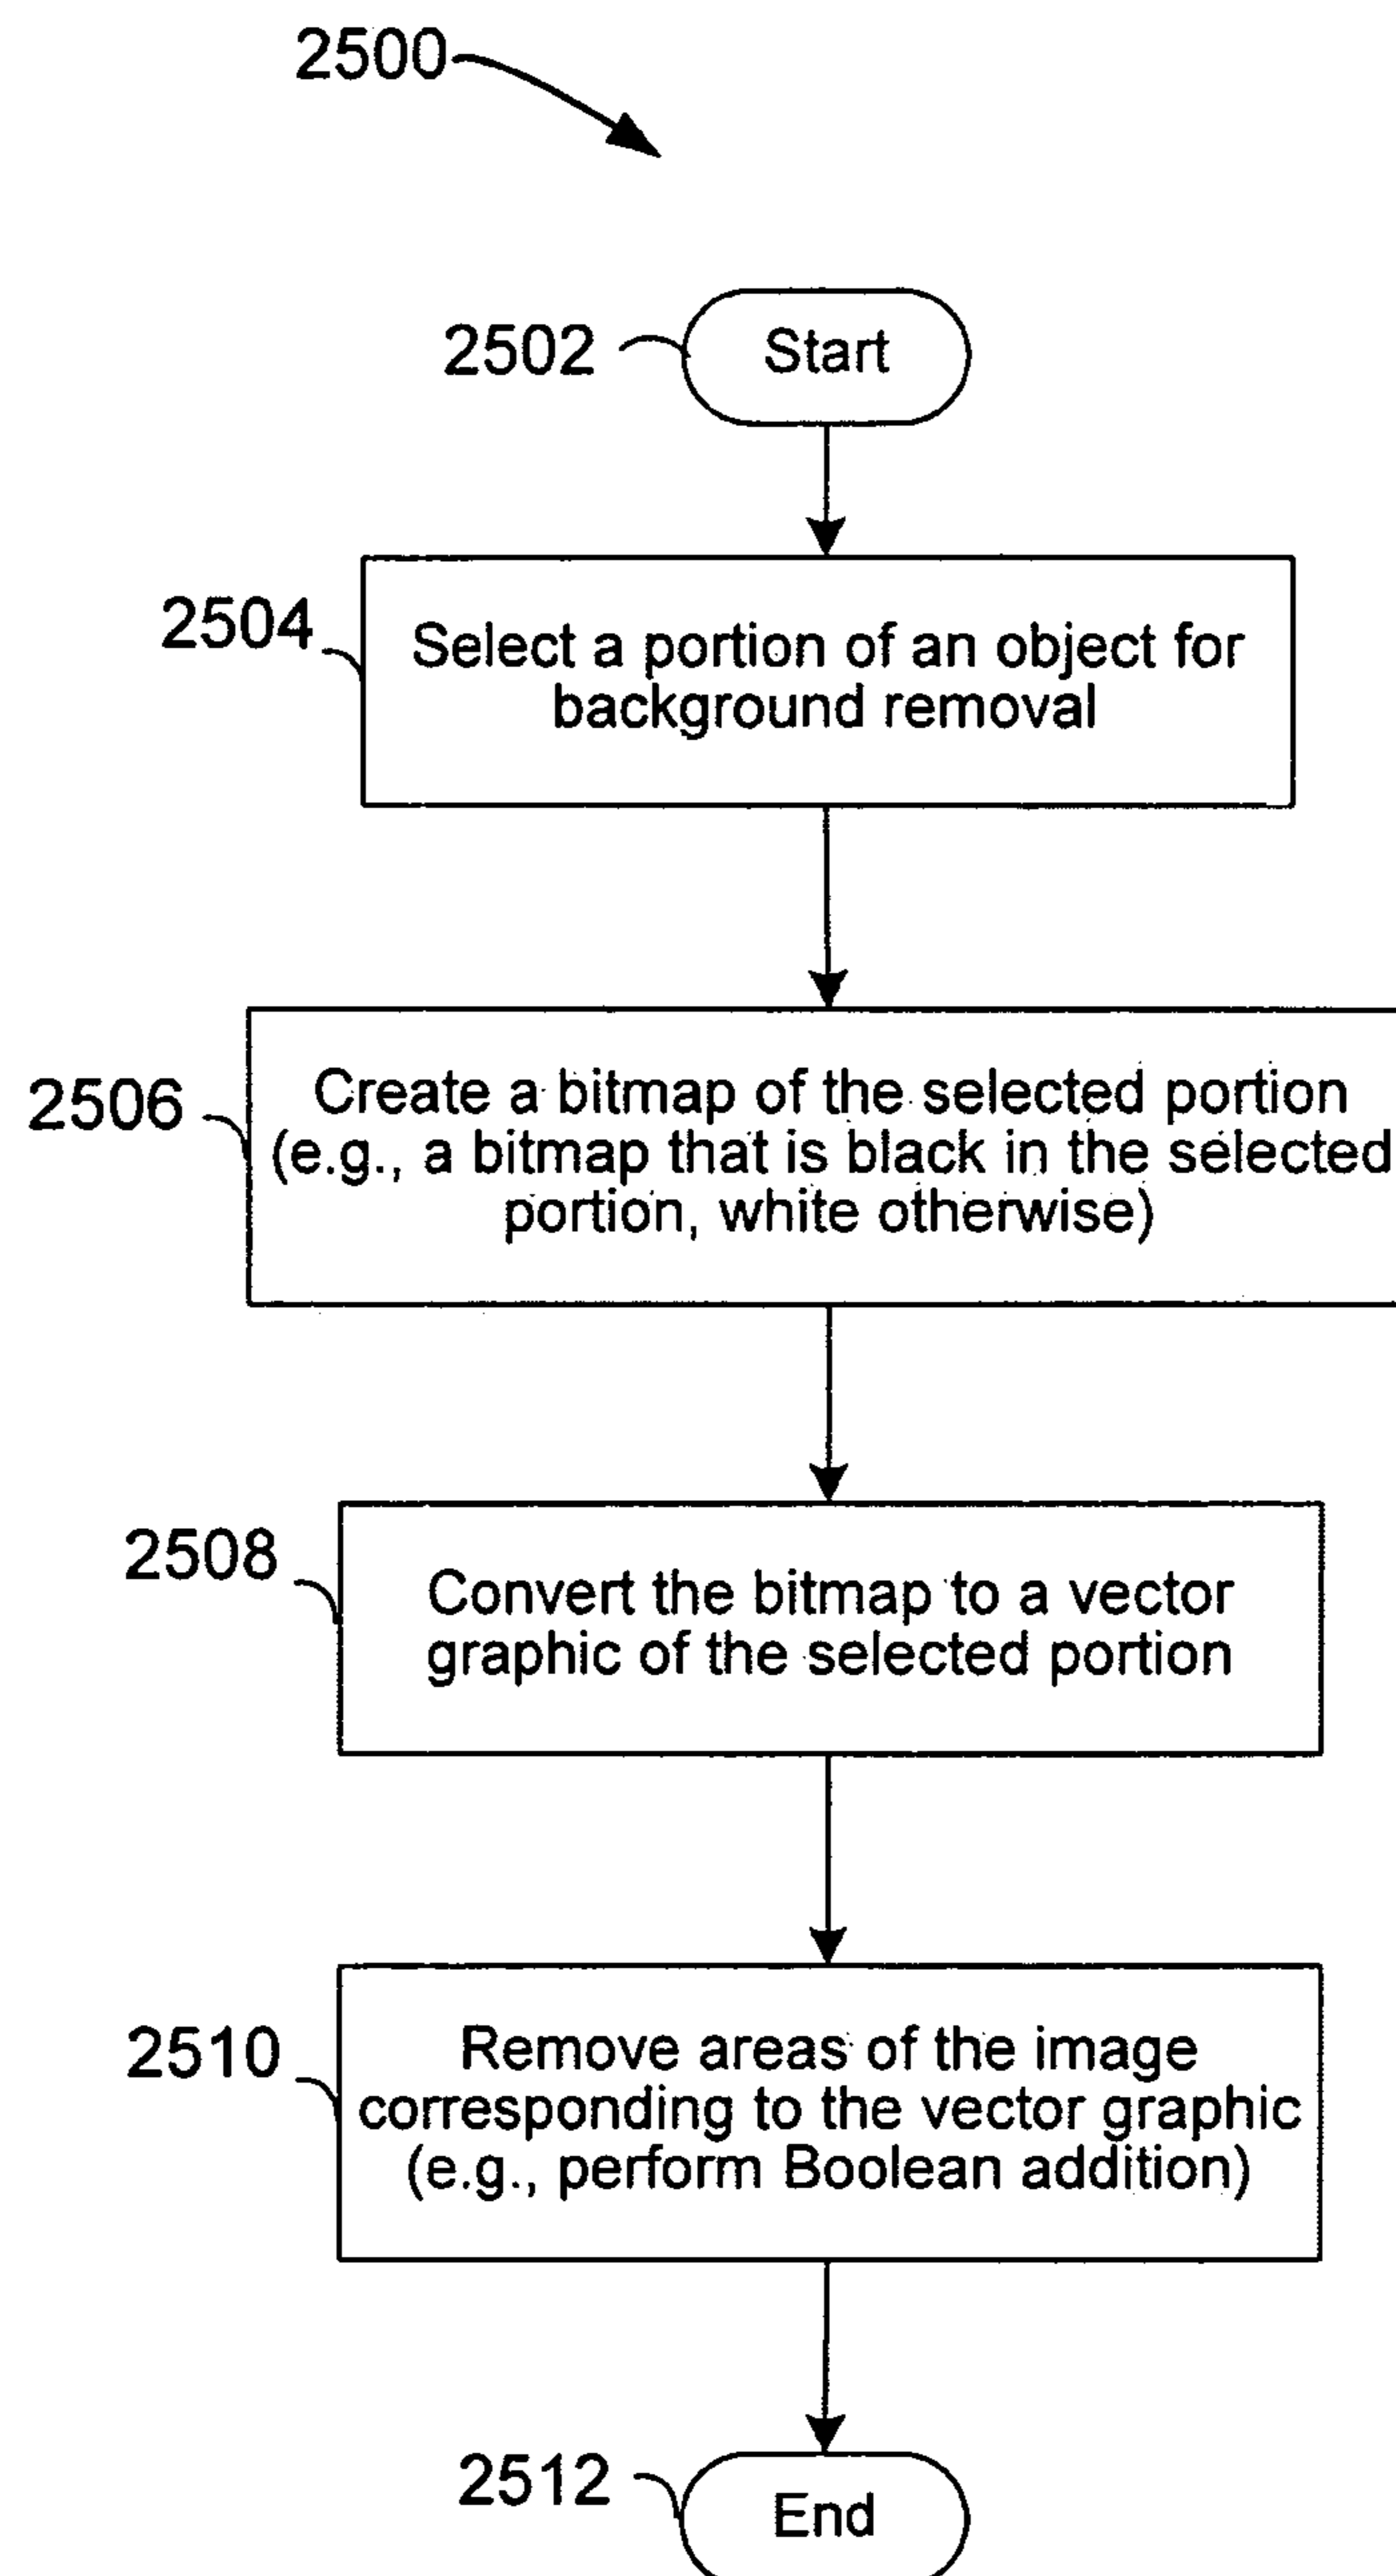 2500
2502
Start
2504
Select a portion of an object for
background removal
2506
Create a bitmap of the selected portion
(e.g., a bitmap that is black in the selected
portion, white otherwise)
2508
Convert the bitmap to a vector
graphic of the selected portion
2510
Remove areas of the image
corresponding to the vector graphic
(e.g., perform Boolean addition)
2512
End